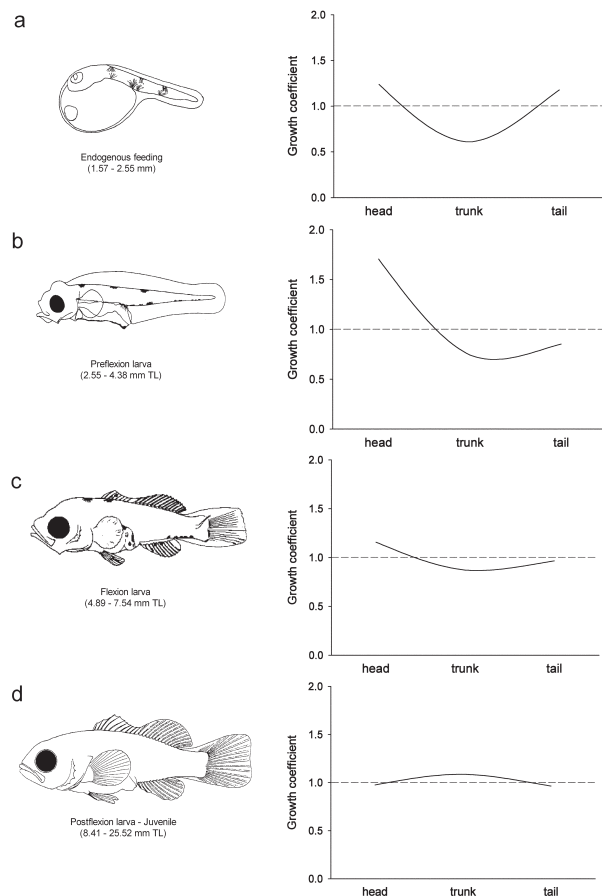 a
Endogenous feeding
(1.57 - 2.55 mm)
Growth coefficient
2.0
1.5
1.0
0.5
0.0
head trunk tail
b
Preflexion larva
(2.55 - 4.38 mm TL)
Growth coefficient
2.0
1.5
1.0
0.5
0.0
head trunk tail
c
Flexion larva
(4.89 - 7.54 mm TL)
Growth coefficient
2.0
1.5
1.0
0.5
0.0
head trunk tail
d
Postflexion larva - Juvenile
(8.41 - 25.52 mm TL)
Growth coefficient
2.0
1.5
1.0
0.5
0.0
head trunk tail